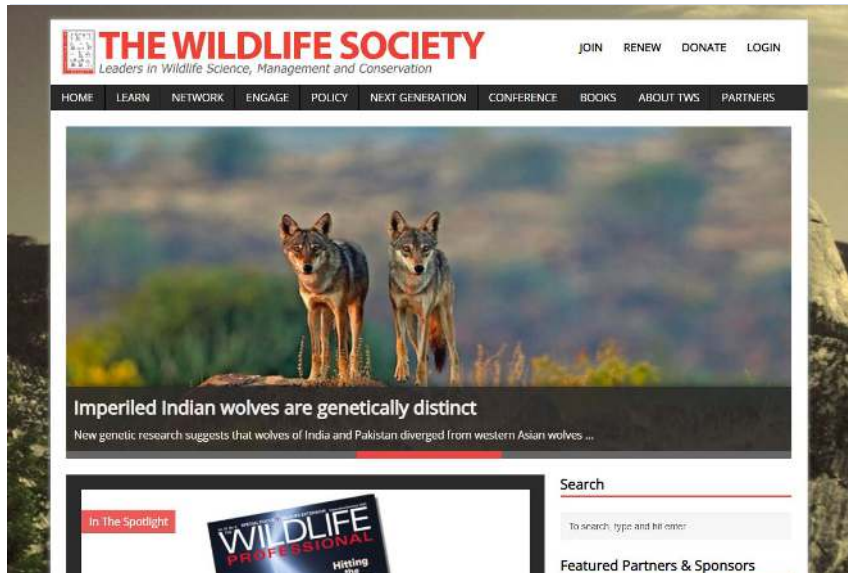 THE WILDLIFE SOCIETY
Leaders in Wildlife Science, Management and Conservation
JOIN RENEW DONATE LOGIN
HOME LEARN NETWORK ENGAGE POLICY NEXT GENERATION CONFERENCE BOOKS ABOUT TWS PARTNERS
Imperiled Indian wolves are genetically distinct
New genetic research suggests that wolves of India and Pakistan diverged from western Asian wolves ...
In The Spotlight
WILDLIFE
PROFESSIONAL
Hitting
the
Search
To search, type and hit enter
Featured Partners & Sponsors